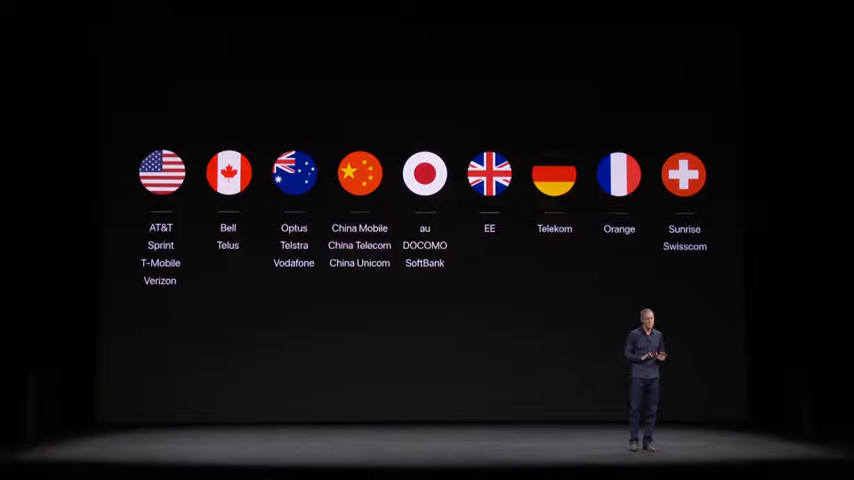 AT&T
Sprint
T-Mobile
Verizon
Bell
Telus
Optus
Telstra
Vodafone
China Mobile
China Telecom
China Unicom
au
DOCOMO
SoftBank
EE
Telekom
Orange
Sunrise
Swisscom